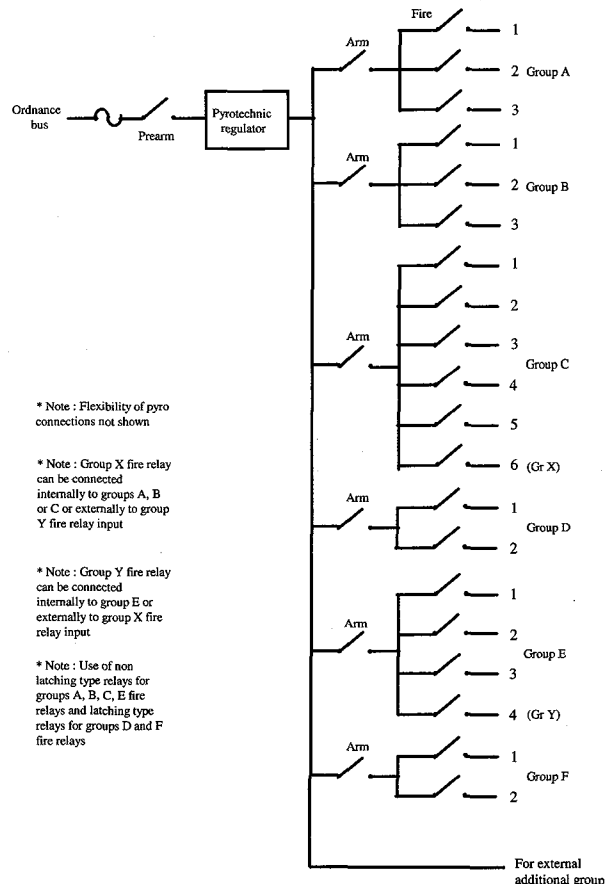 Fire
1
Arm
2 Group A
Ordnance
bus
Pyrotechnic
regulator
3
Prearm
1
Arm
2 Group B
3
1
2
Arm
3
Group C
4
* Note : Flexibility of pyro
connections not shown
5
* Note : Group X fire relay
can be connected
internally to groups A, B
or C or externally to group
Y fire relay input
6 (Gr X)
Arm
1
Group D
2
* Note : Group Y fire relay
can be connected
internally to group E or
externally to group X fire
relay input
1
Arm
2
Group E
3
* Note : Use of non
latching type relays for
groups A, B, C, E fire
relays and latching type
relays for groups D and F
fire relays
4 (Gr Y)
Arm
1
Group F
2
For external
additional group